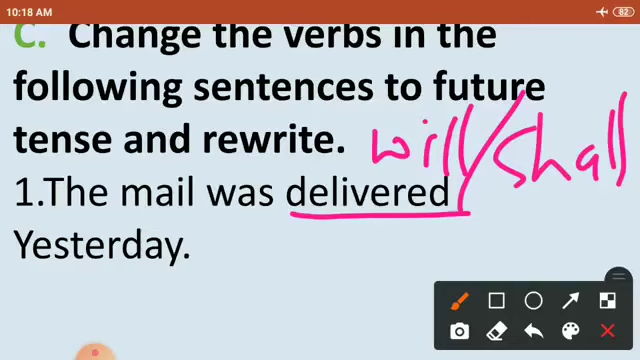 10:18 AM 82
C. Change the verbs in the
following sentences to future
tense and rewrite. will/shall
1.The mail was delivered
Yesterday.